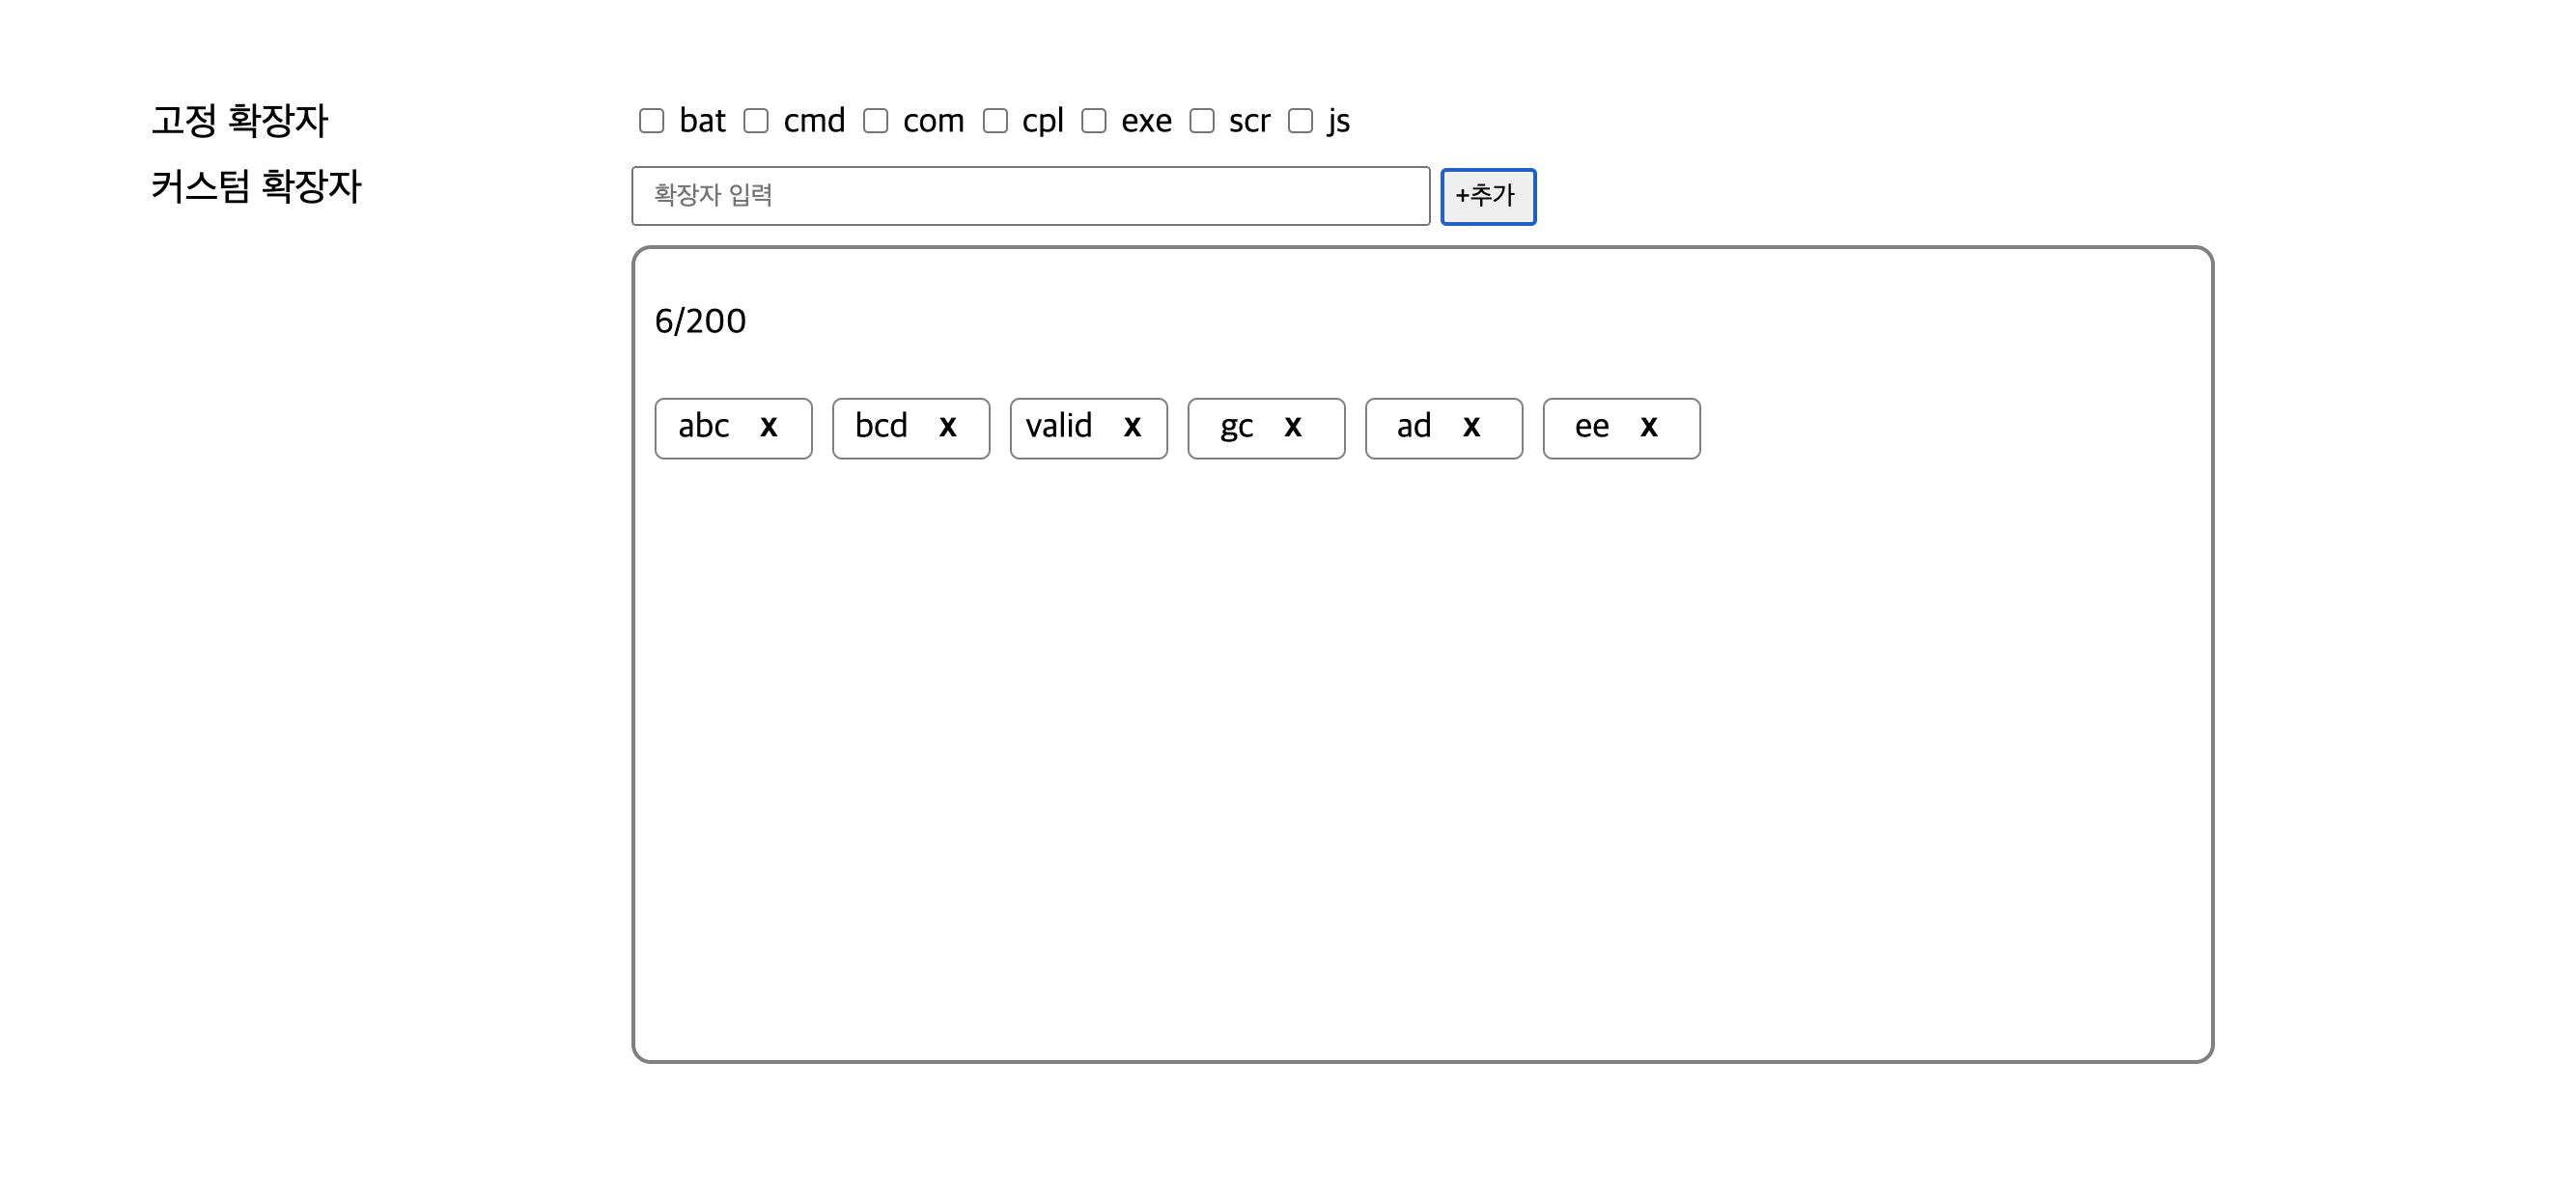 고정 확장자 bat cmd com cpl exe scr js
커스텀 확장자 확장자 입력 +추가
6/200
abc x bcd x valid x gc x ad x ee x